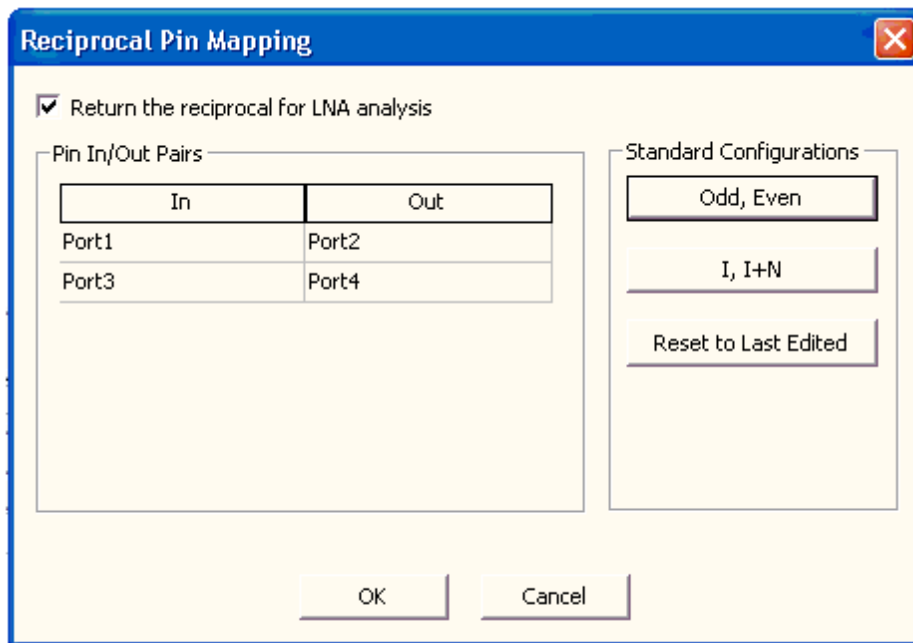 Reciprocal Pin Mapping
Return the reciprocal for LNA analysis
Pin In/Out Pairs
In Out
Port1 Port2
Port3 Port4
Standard Configurations
Odd, Even
I, I+N
Reset to Last Edited
OK Cancel